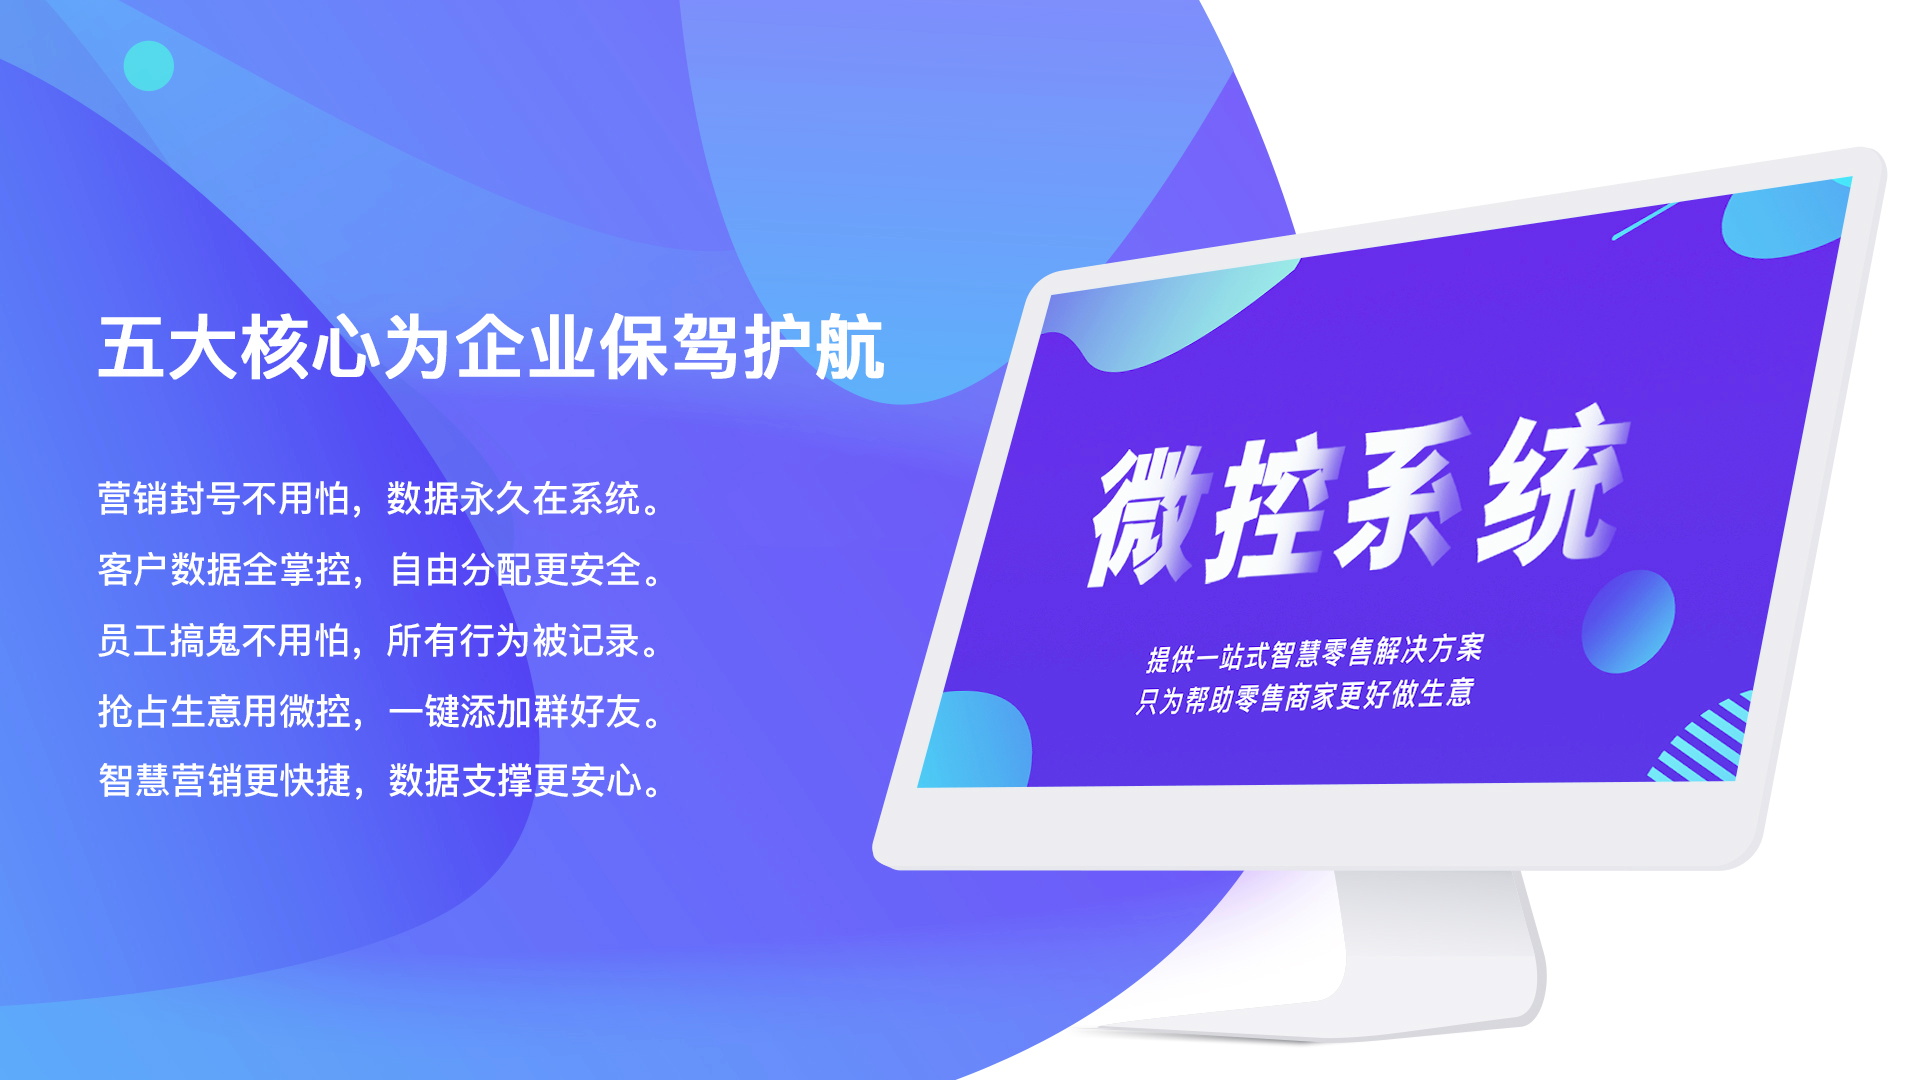 五大核心为企业保驾护航
营销封号不用怕，数据永久在系统。
客户数据全掌控，自由分配更安全。
员工搞鬼不用怕，所有行为被记录。
抢占生意用微控，一键添加群好友。
智慧营销更快捷，数据支撑更安心。
微控系统
提供一站式智慧零售解决方案
只为帮助零售商家更好做生意